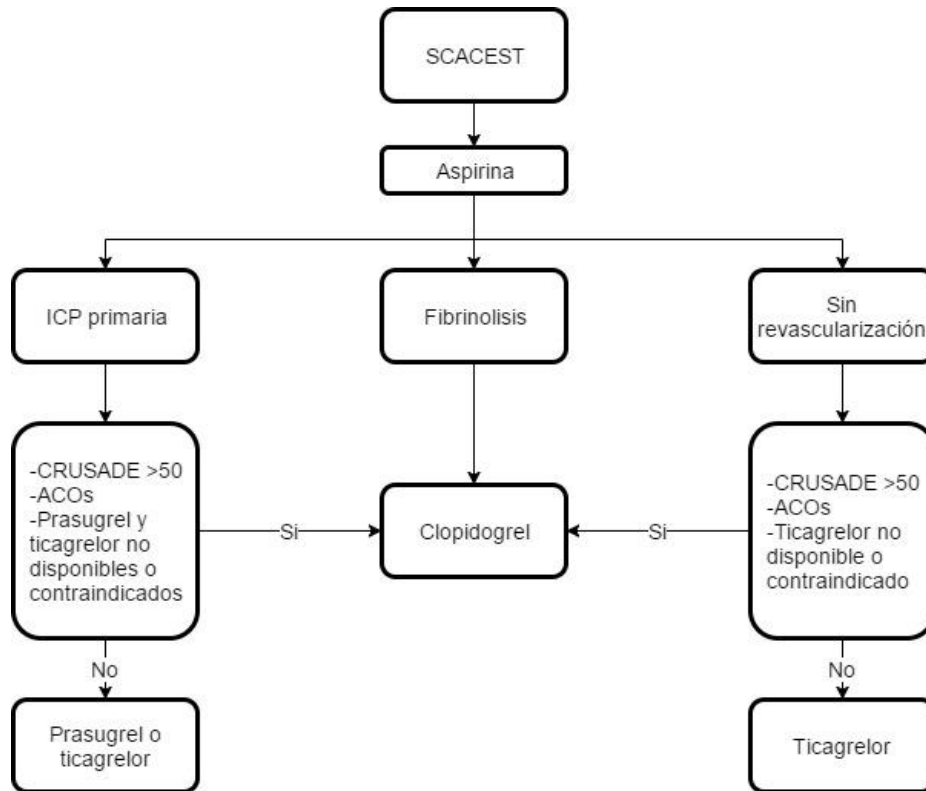 SCACEST
Aspirina
ICP primaria
Fibrinolisis
Sin
revascularización
-CRUSADE >50
-ACOs
-Prasugrel y
ticagrelor no
disponibles o
contraindicados
Si
Clopidogrel
Si
-CRUSADE >50
-ACOs
-Ticagrelor no
disponible o
contraindicado
No
No
Prasugrel o
ticagrelor
Ticagrelor